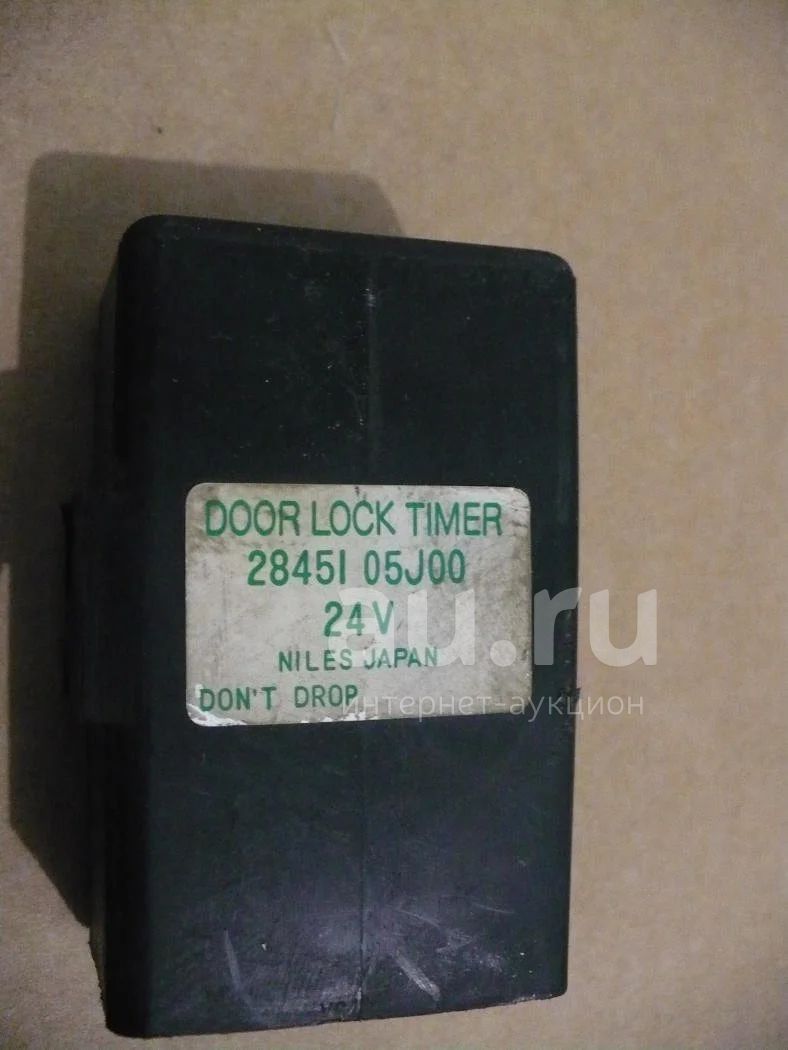 DOOR LOCK TIMER
28451 05J00
24V
NILES JAPAN
DON'T DROP
au.ru
интернет-аукцион